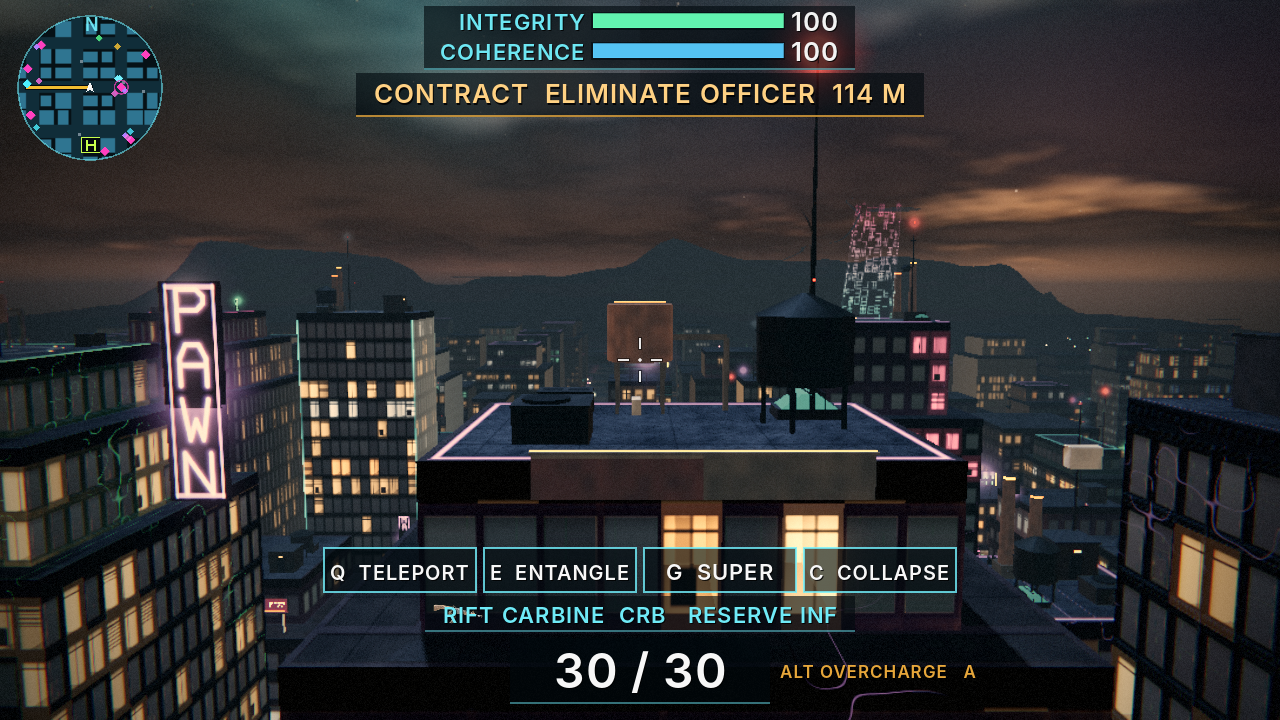 N
INTEGRITY 100
COHERENCE 100
CONTRACT ELIMINATE OFFICER 114 M
H
PAWN
Q TELEPORT
E ENTANGLE
G SUPER
C COLLAPSE
RIFT CARBINE CRB RESERVE INF
30 / 30
ALT OVERCHARGE A